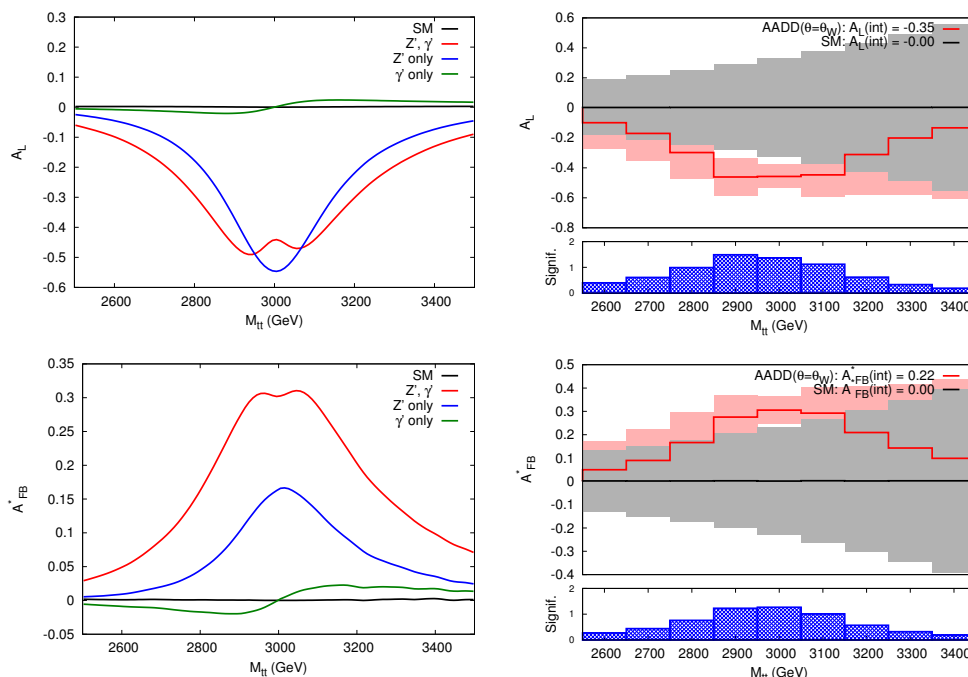 0.3
0.2
0.1
0
-0.1
-0.2
-0.3
-0.4
-0.5
-0.6
A_L
2600 2800 3000 3200 3400
M_tt (GeV)
SM
Z', γ'
Z' only
γ' only
0.6
0.4
0.2
0
-0.2
-0.4
-0.6
-0.8
A_L
AADD(θ=θ_W): A_L(int) = -0.35
SM: A_L(int) = -0.00
2
1
0
Signif.
2600 2700 2800 2900 3000 3100 3200 3300 3400
M_tt (GeV)
0.35
0.3
0.25
0.2
0.15
0.1
0.05
0
-0.05
A*_FB
2600 2800 3000 3200 3400
M_tt (GeV)
SM
Z', γ'
Z' only
γ' only
0.5
0.4
0.3
0.2
0.1
0
-0.1
-0.2
-0.3
-0.4
A*_FB
AADD(θ=θ_W): A*_FB(int) = 0.22
SM: A*_FB(int) = 0.00
2
1
0
Signif.
2600 2700 2800 2900 3000 3100 3200 3300 3400
M_tt (GeV)